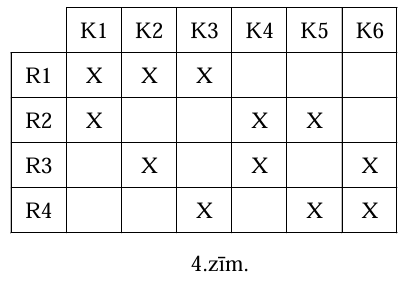 K1 K2 K3 K4 K5 K6
R1 X X X
R2 X X X
R3 X X X
R4 X X X
4.zīm.